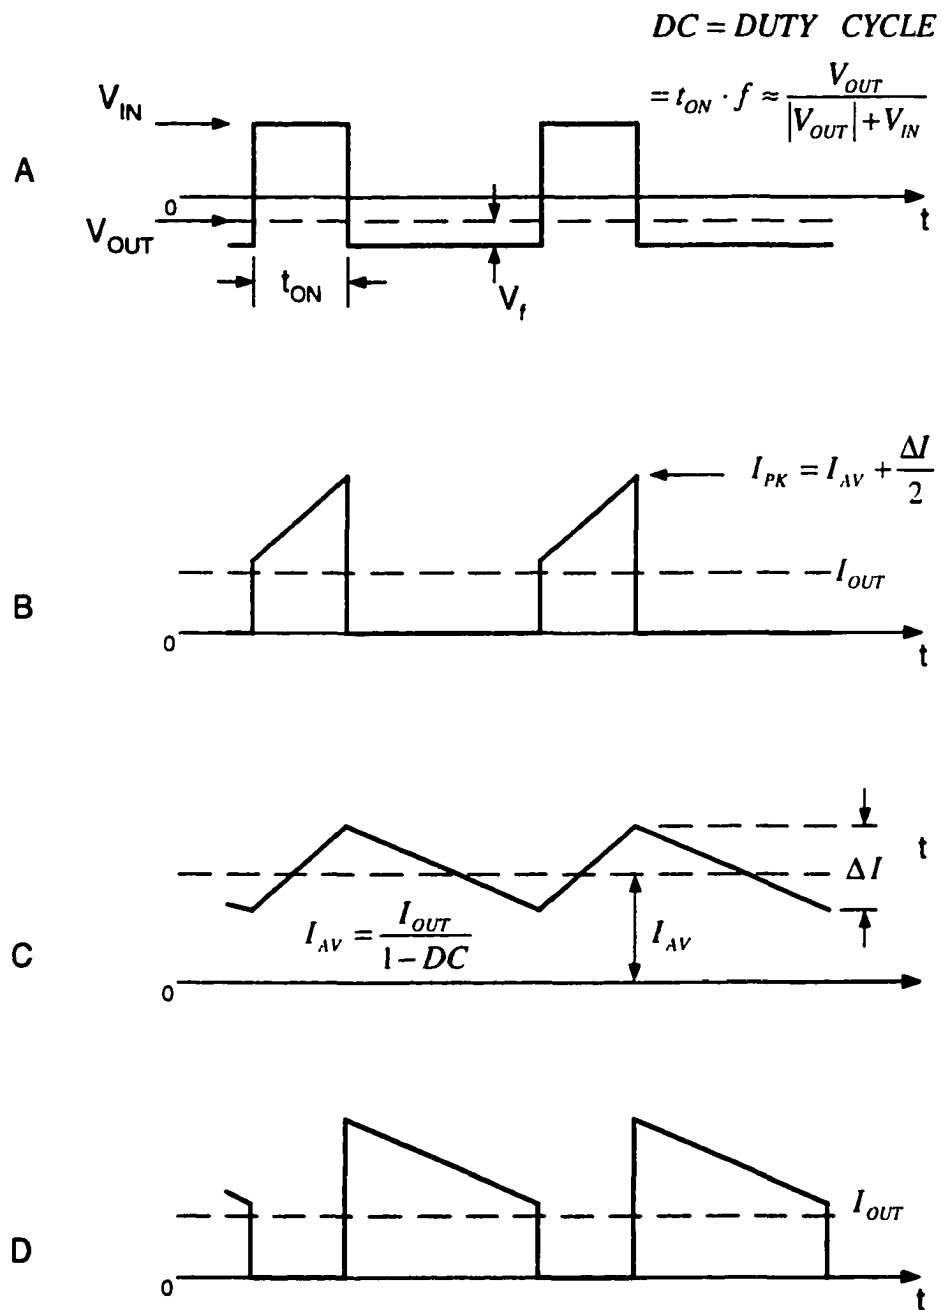 DC = DUTY CYCLE
= t_ON · f ≈ V_OUT / (|V_OUT| + V_IN)
V_IN
A
0
V_OUT
t
t_ON
V_f
I_PK = I_AV + ΔI / 2
I_OUT
B
0
t
t
ΔI
I_AV = I_OUT / (1 - DC)
I_AV
C
0
I_OUT
D
0
t